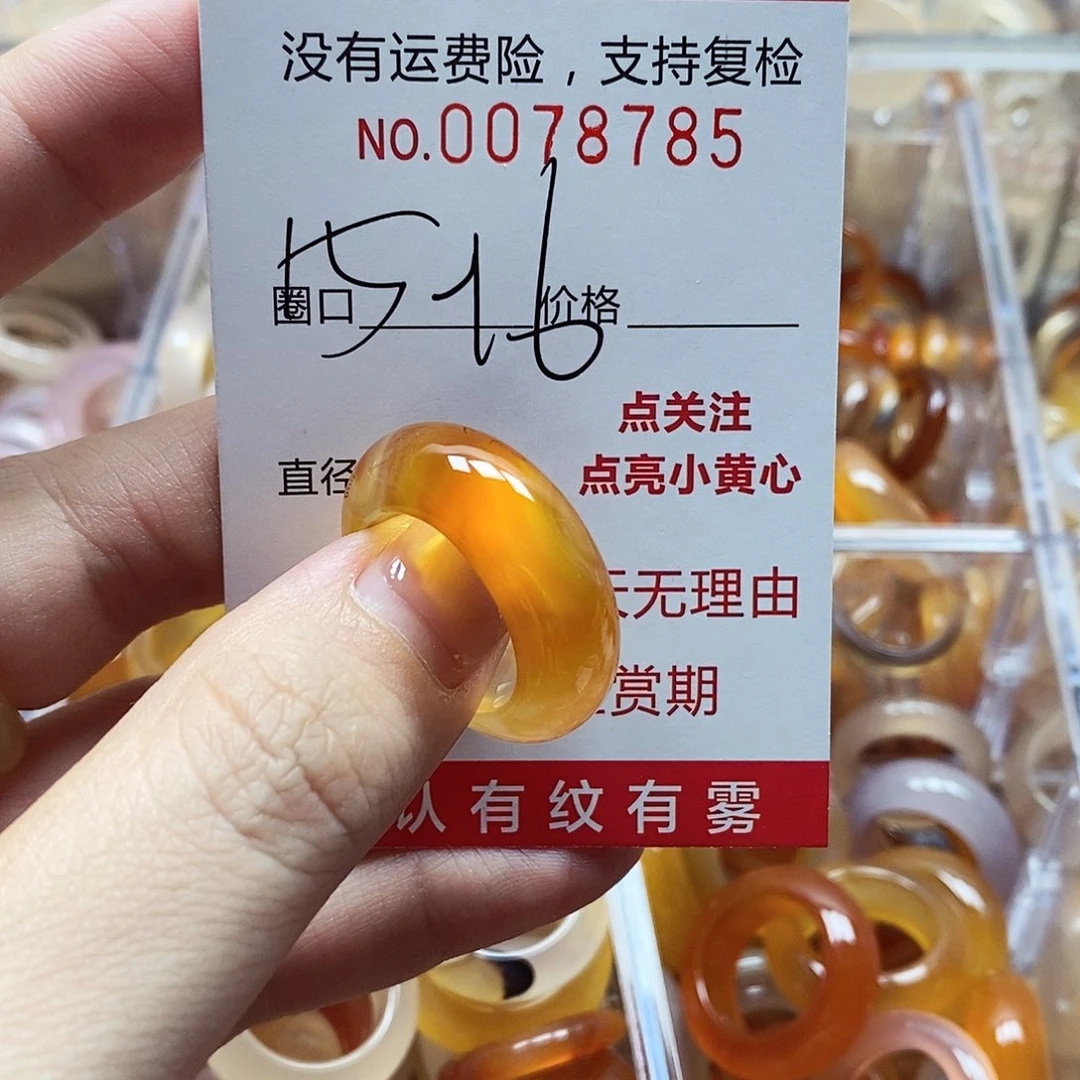 没有运费险，支持复检
NO.0078785
15-16
圈口 价格
点关注
直径 点亮小黄心
天无理由
赏期
认有纹有雾